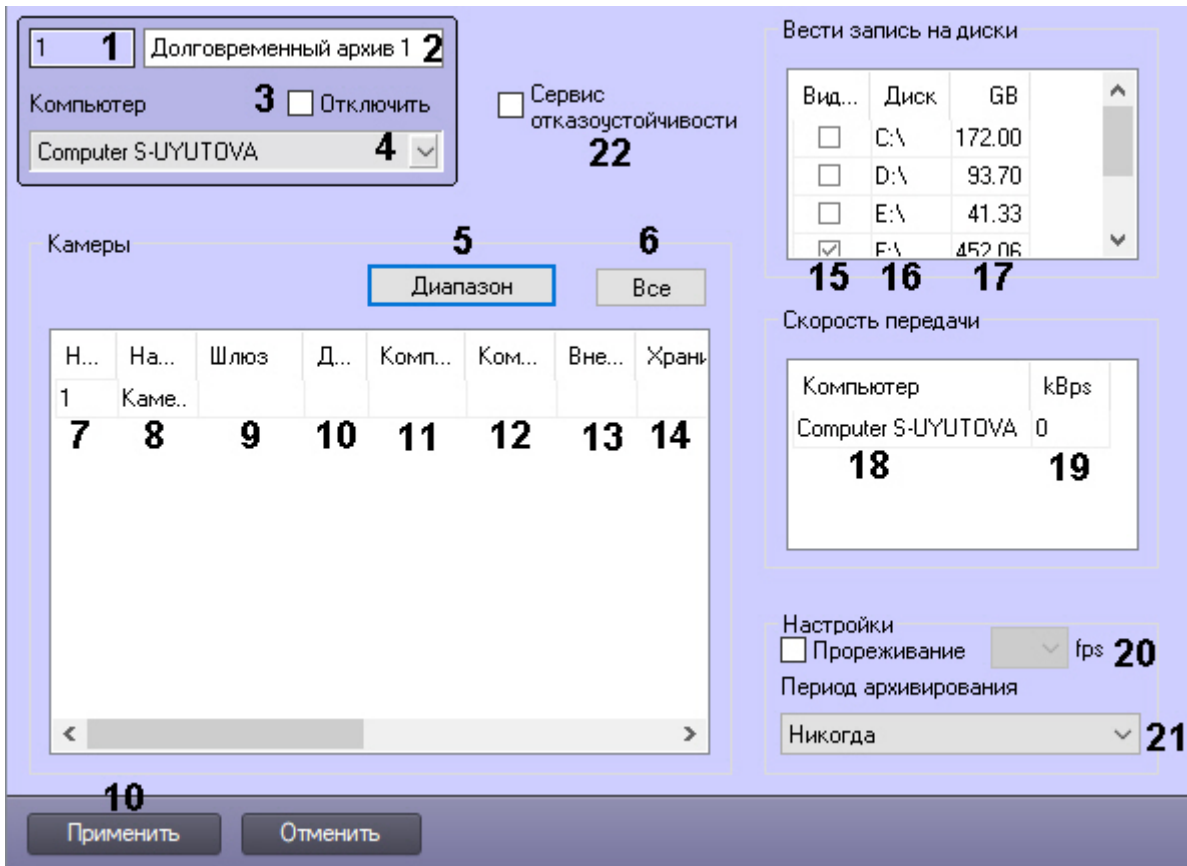 1 1 Долговременный архив 1 2
Компьютер 3 Отключить
Computer S-UYUTOVA 4
Сервис
отказоустойчивости
22
Вести запись на диски
Вид... Диск GB
C:\ 172.00
D:\ 93.70
E:\ 41.33
F:\ 452.06
15 16 17
Камеры
5 6
Диапазон Все
Н... На... Шлюз Д... Комп... Ком... Вне... Храни
1 Каме..
7 8 9 10 11 12 13 14
Скорость передачи
Компьютер kBps
Computer S-UYUTOVA 0
18 19
Настройки
Прореживание fps 20
Период архивирования
Никогда 21
10
Применить Отменить